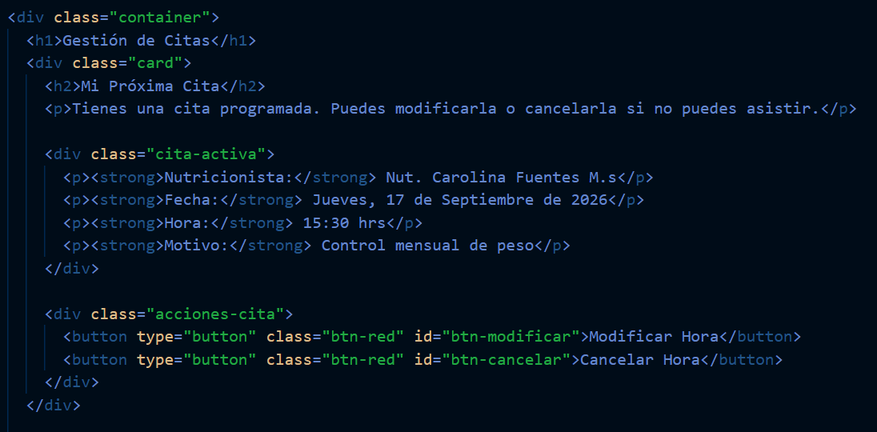 <div class="container">
<h1>Gestión de Citas</h1>
<div class="card">
<h2>Mi Próxima Cita</h2>
<p>Tienes una cita programada. Puedes modificarla o cancelarla si no puedes asistir.</p>
<div class="cita-activa">
<p><strong>Nutricionista:</strong> Nut. Carolina Fuentes M.s</p>
<p><strong>Fecha:</strong> Jueves, 17 de Septiembre de 2026</p>
<p><strong>Hora:</strong> 15:30 hrs</p>
<p><strong>Motivo:</strong> Control mensual de peso</p>
</div>
<div class="acciones-cita">
<button type="button" class="btn-red" id="btn-modificar">Modificar Hora</button>
<button type="button" class="btn-red" id="btn-cancelar">Cancelar Hora</button>
</div>
</div>